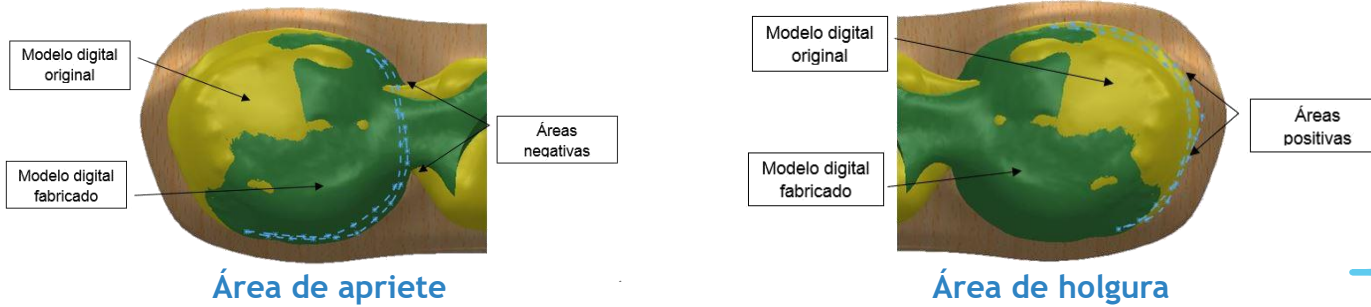 Modelo digital
original
Áreas
negativas
Modelo digital
fabricado
Área de apriete
Modelo digital
original
Áreas
positivas
Modelo digital
fabricado
Área de holgura